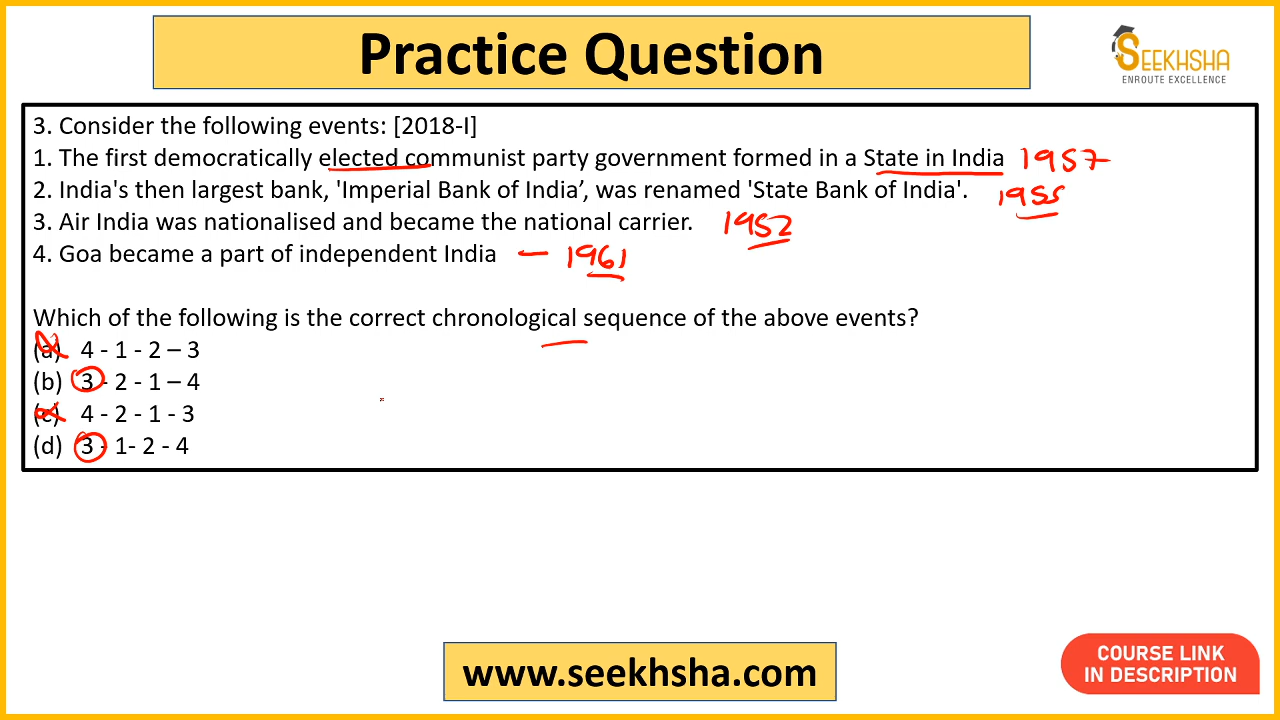 Practice Question
SEEKHSHA
ENROUTE EXCELLENCE
3. Consider the following events: [2018-I]
1. The first democratically elected communist party government formed in a State in India 1957
2. India's then largest bank, 'Imperial Bank of India’, was renamed 'State Bank of India'. 1955
3. Air India was nationalised and became the national carrier. 1952
4. Goa became a part of independent India – 1961
Which of the following is the correct chronological sequence of the above events?
(a) 4 - 1 - 2 – 3
(b) 3 - 2 - 1 – 4
(c) 4 - 2 - 1 - 3
(d) 3 - 1- 2 - 4
www.seekhsha.com
COURSE LINK
IN DESCRIPTION